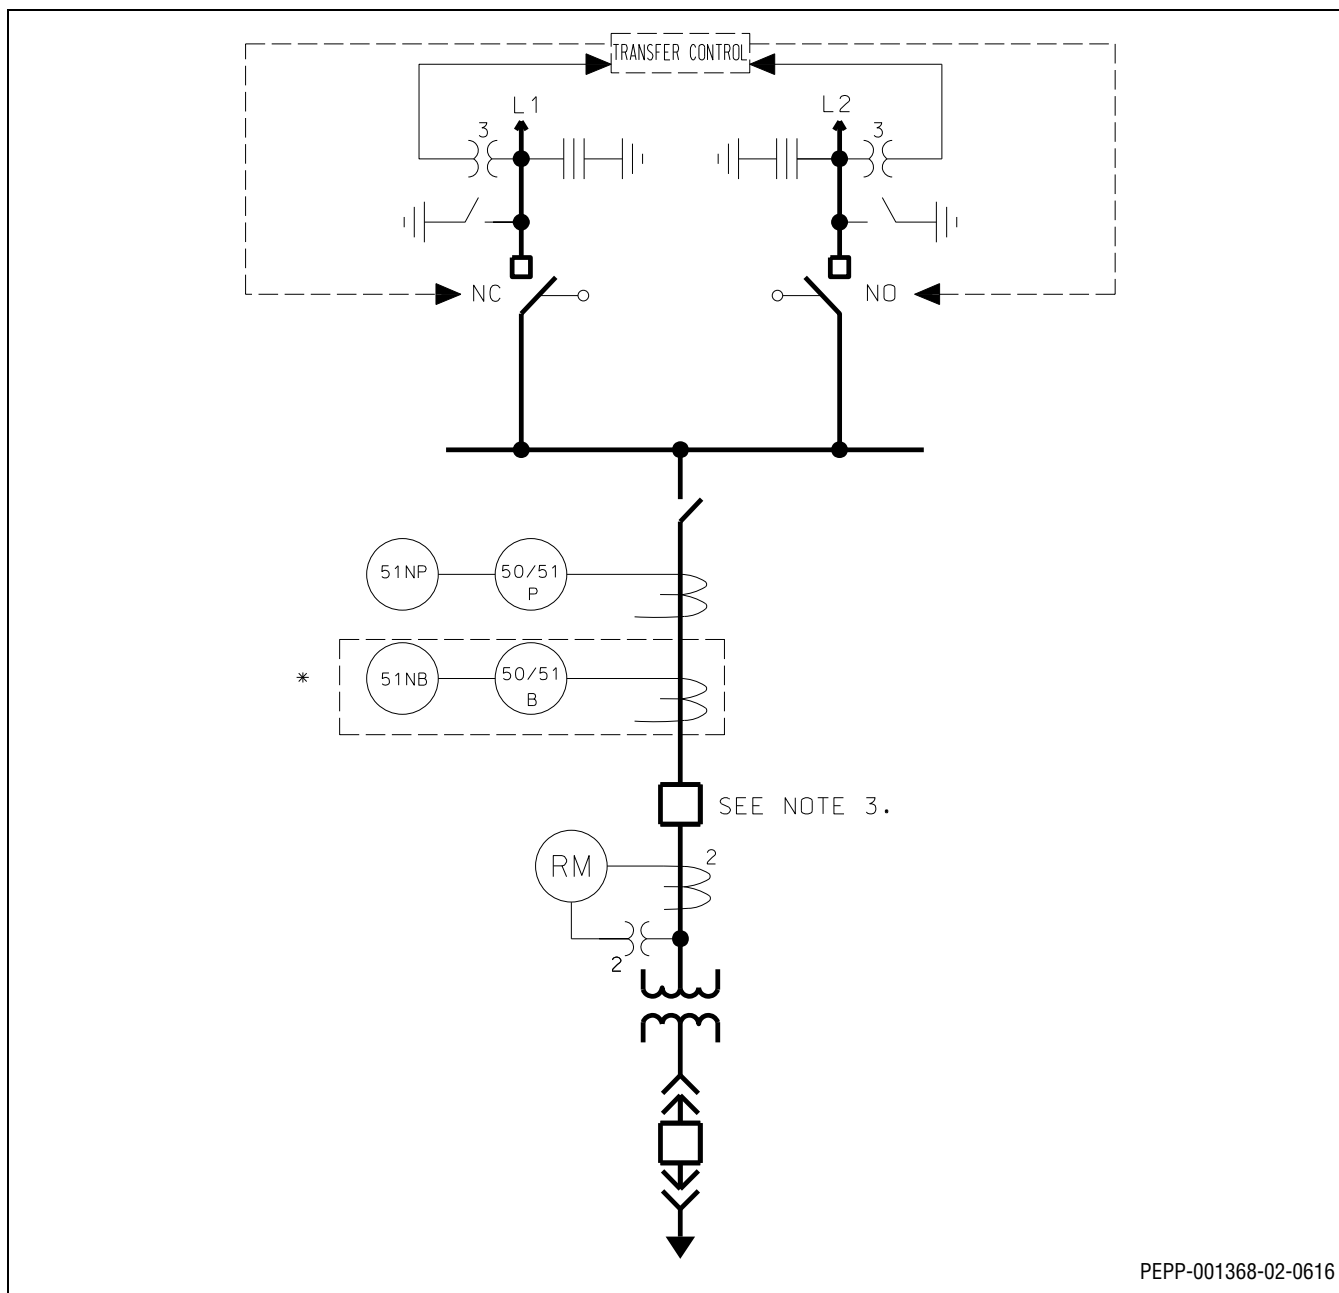 TRANSFER CONTROL
L1
L2
3
3
NC
NO
51NP
50/51
P
*
51NB
50/51
B
SEE NOTE 3.
2
RM
2
PEPP-001368-02-0616